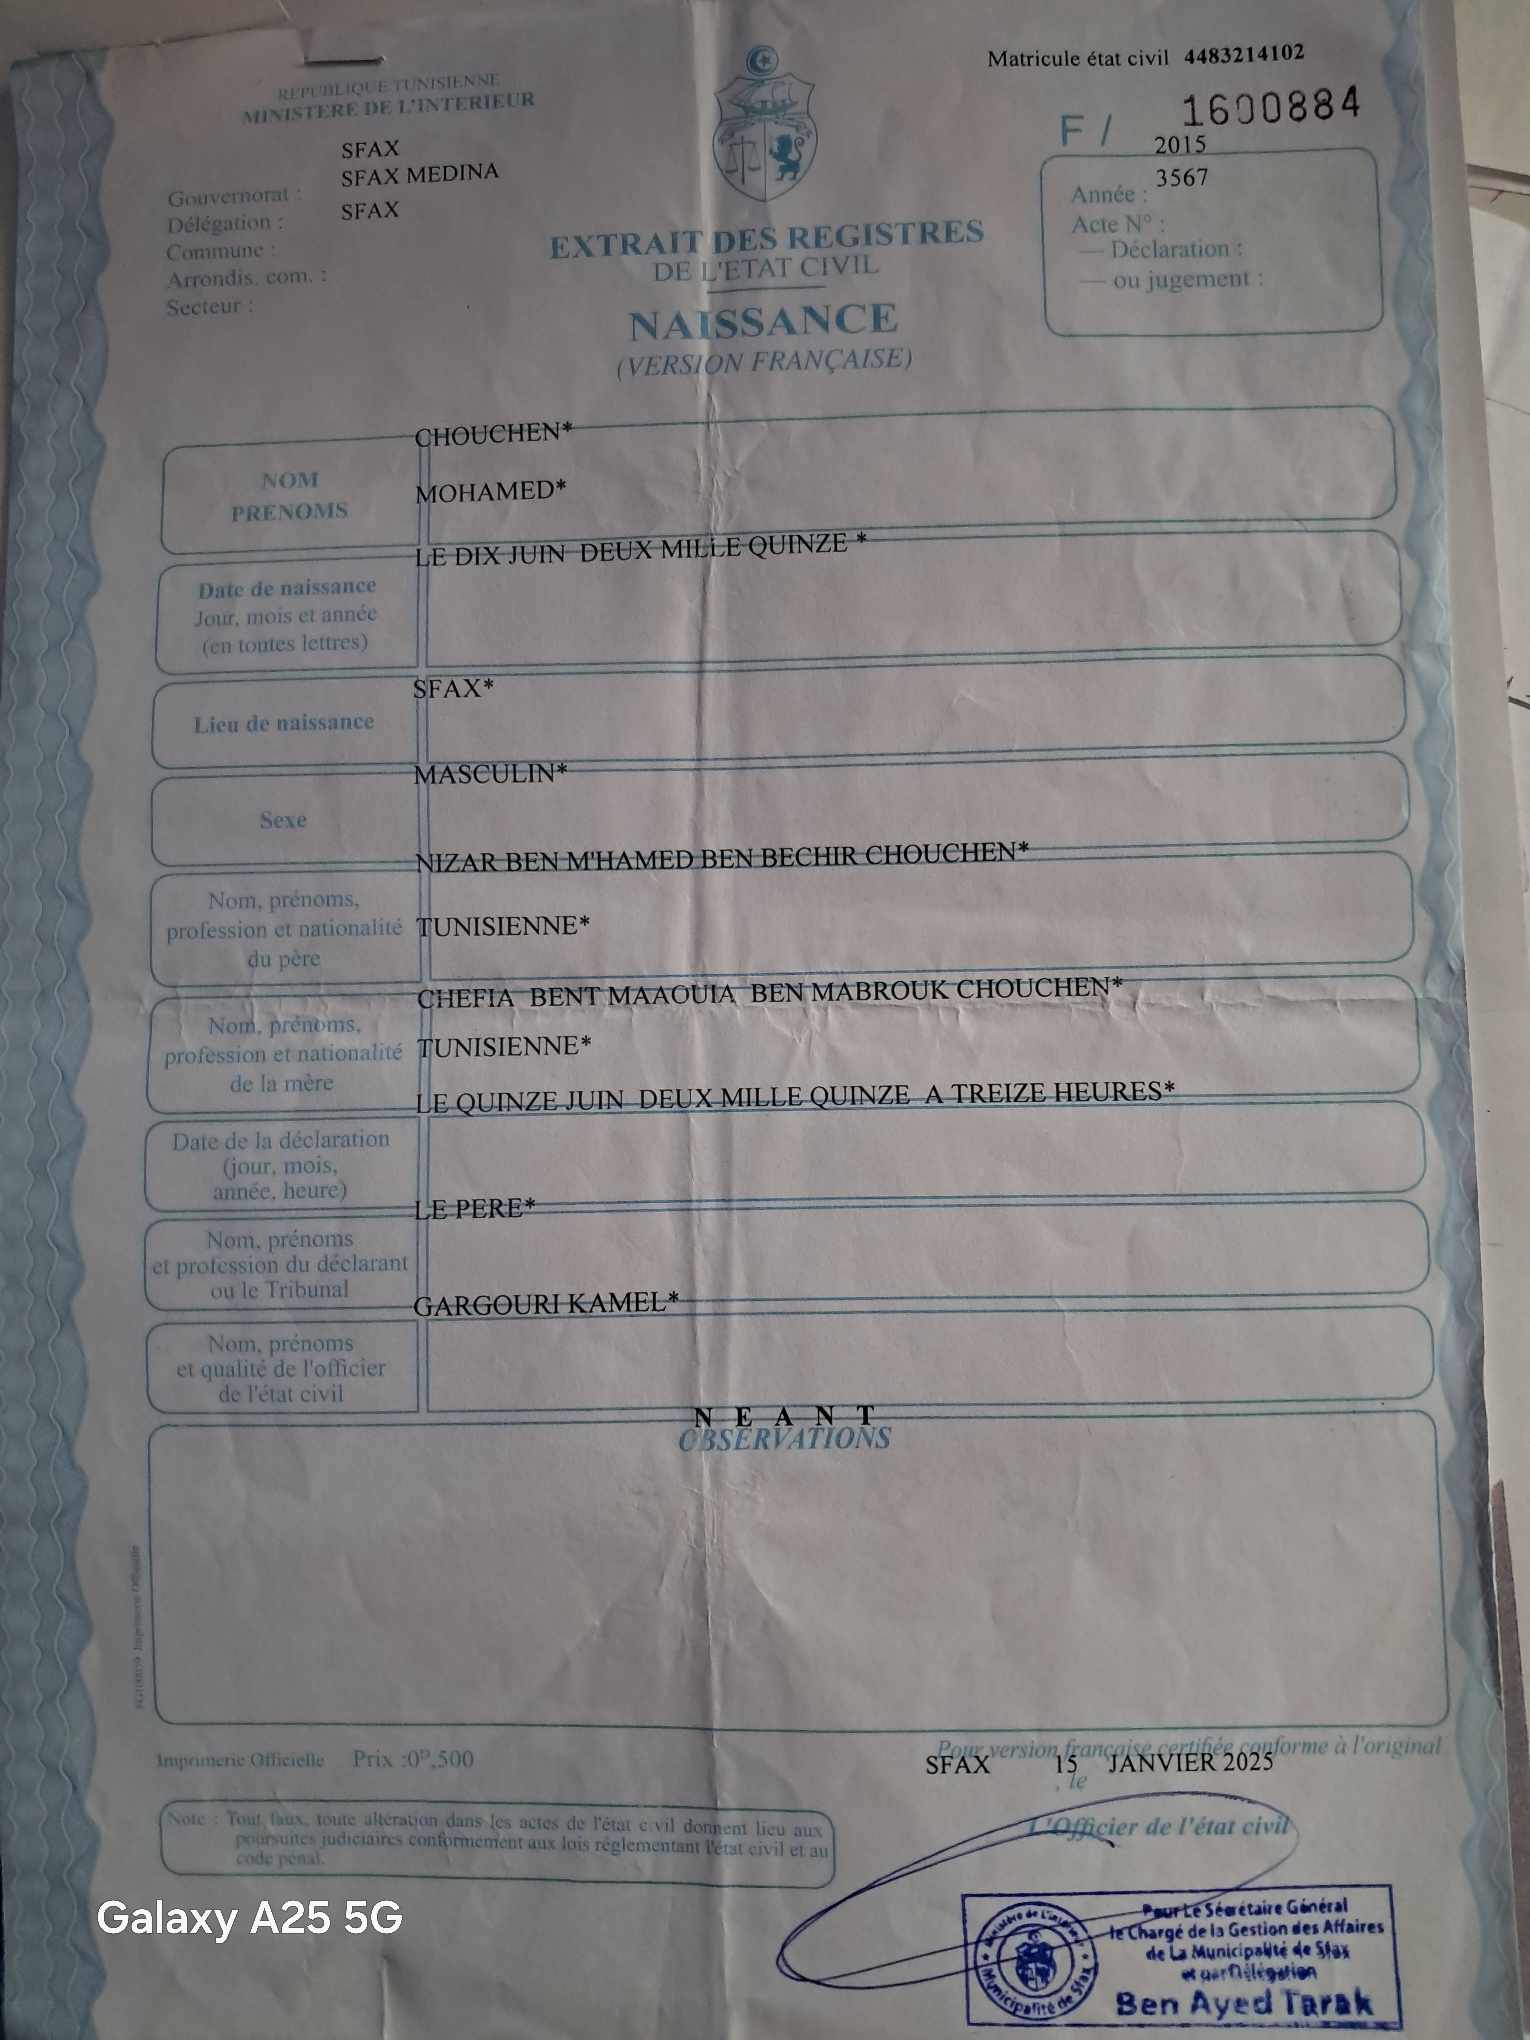 Matricule état civil 4483214102
REPUBLIQUE TUNISIENNE
MINISTERE DE L'INTERIEUR
F / 1600884
SFAX
SFAX MEDINA
SFAX
Gouvernorat :
Délégation :
Commune :
Arrondis. com. :
Secteur :
2015
3567
Année :
Acte N° :
— Déclaration :
— ou jugement :
EXTRAIT DES REGISTRES
DE L'ETAT CIVIL
NAISSANCE
(VERSION FRANÇAISE)
CHOUCHEN*
NOM
PRENOMS
MOHAMED*
LE DIX JUIN DEUX MILLE QUINZE *
Date de naissance
Jour, mois et année
(en toutes lettres)
SFAX*
Lieu de naissance
MASCULIN*
Sexe
NIZAR BEN M'HAMED BEN BECHIR CHOUCHEN*
Nom, prénoms,
profession et nationalité
du père
TUNISIENNE*
CHEFIA BENT MAAOUIA BEN MABROUK CHOUCHEN*
Nom, prénoms,
profession et nationalité
de la mère
TUNISIENNE*
LE QUINZE JUIN DEUX MILLE QUINZE A TREIZE HEURES*
Date de la déclaration
(jour, mois,
année, heure)
LE PERE*
Nom, prénoms
et profession du déclarant
ou le Tribunal
GARGOURI KAMEL*
Nom, prénoms
et qualité de l'officier
de l'état civil
N E A N T
OBSERVATIONS
Imprimerie Officielle
Imprimerie Officielle Prix :0ᴰ,500
Pour version française certifiée conforme à l'original
SFAX 15 JANVIER 2025
, le
L'Officier de l'état civil
Note : Tout faux, toute altération dans les actes de l'état civil donnent lieu aux
poursuites judiciaires conformement aux lois réglementant l'état civil et au
code pénal.
Pour Le Secrétaire Général
le Chargé de la Gestion des Affaires
de La Municipalité de Sfax
et par Délégation
Ben Ayed Tarak
Ministère de L'intérieur
Municipalité de Sfax
Galaxy A25 5G